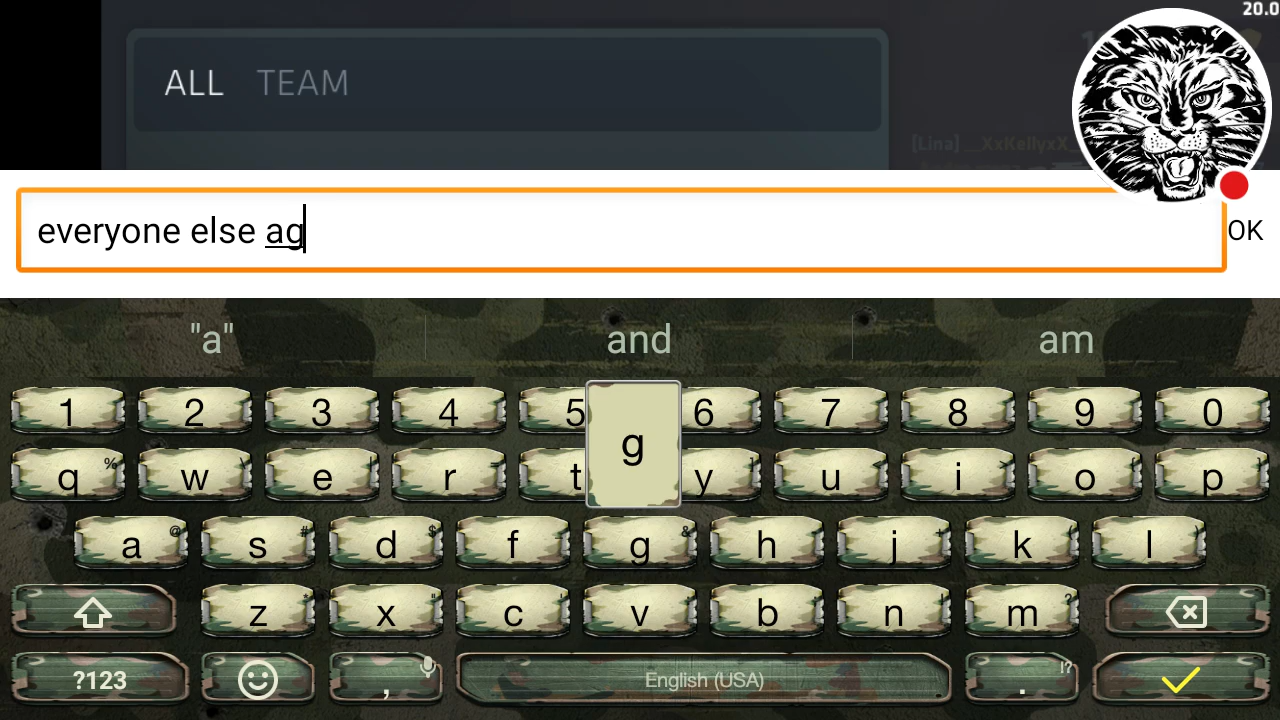 20.0
ALL TEAM
[Lina] __XxKellyxX_
everyone else ag
OK
"a" and am
1 2 3 4 5 6 7 8 9 0
g
q % w e r t y u i o p
a @ s # d $ f g & h j k l
z x c v b n m ?
?123 , English (USA) . !?